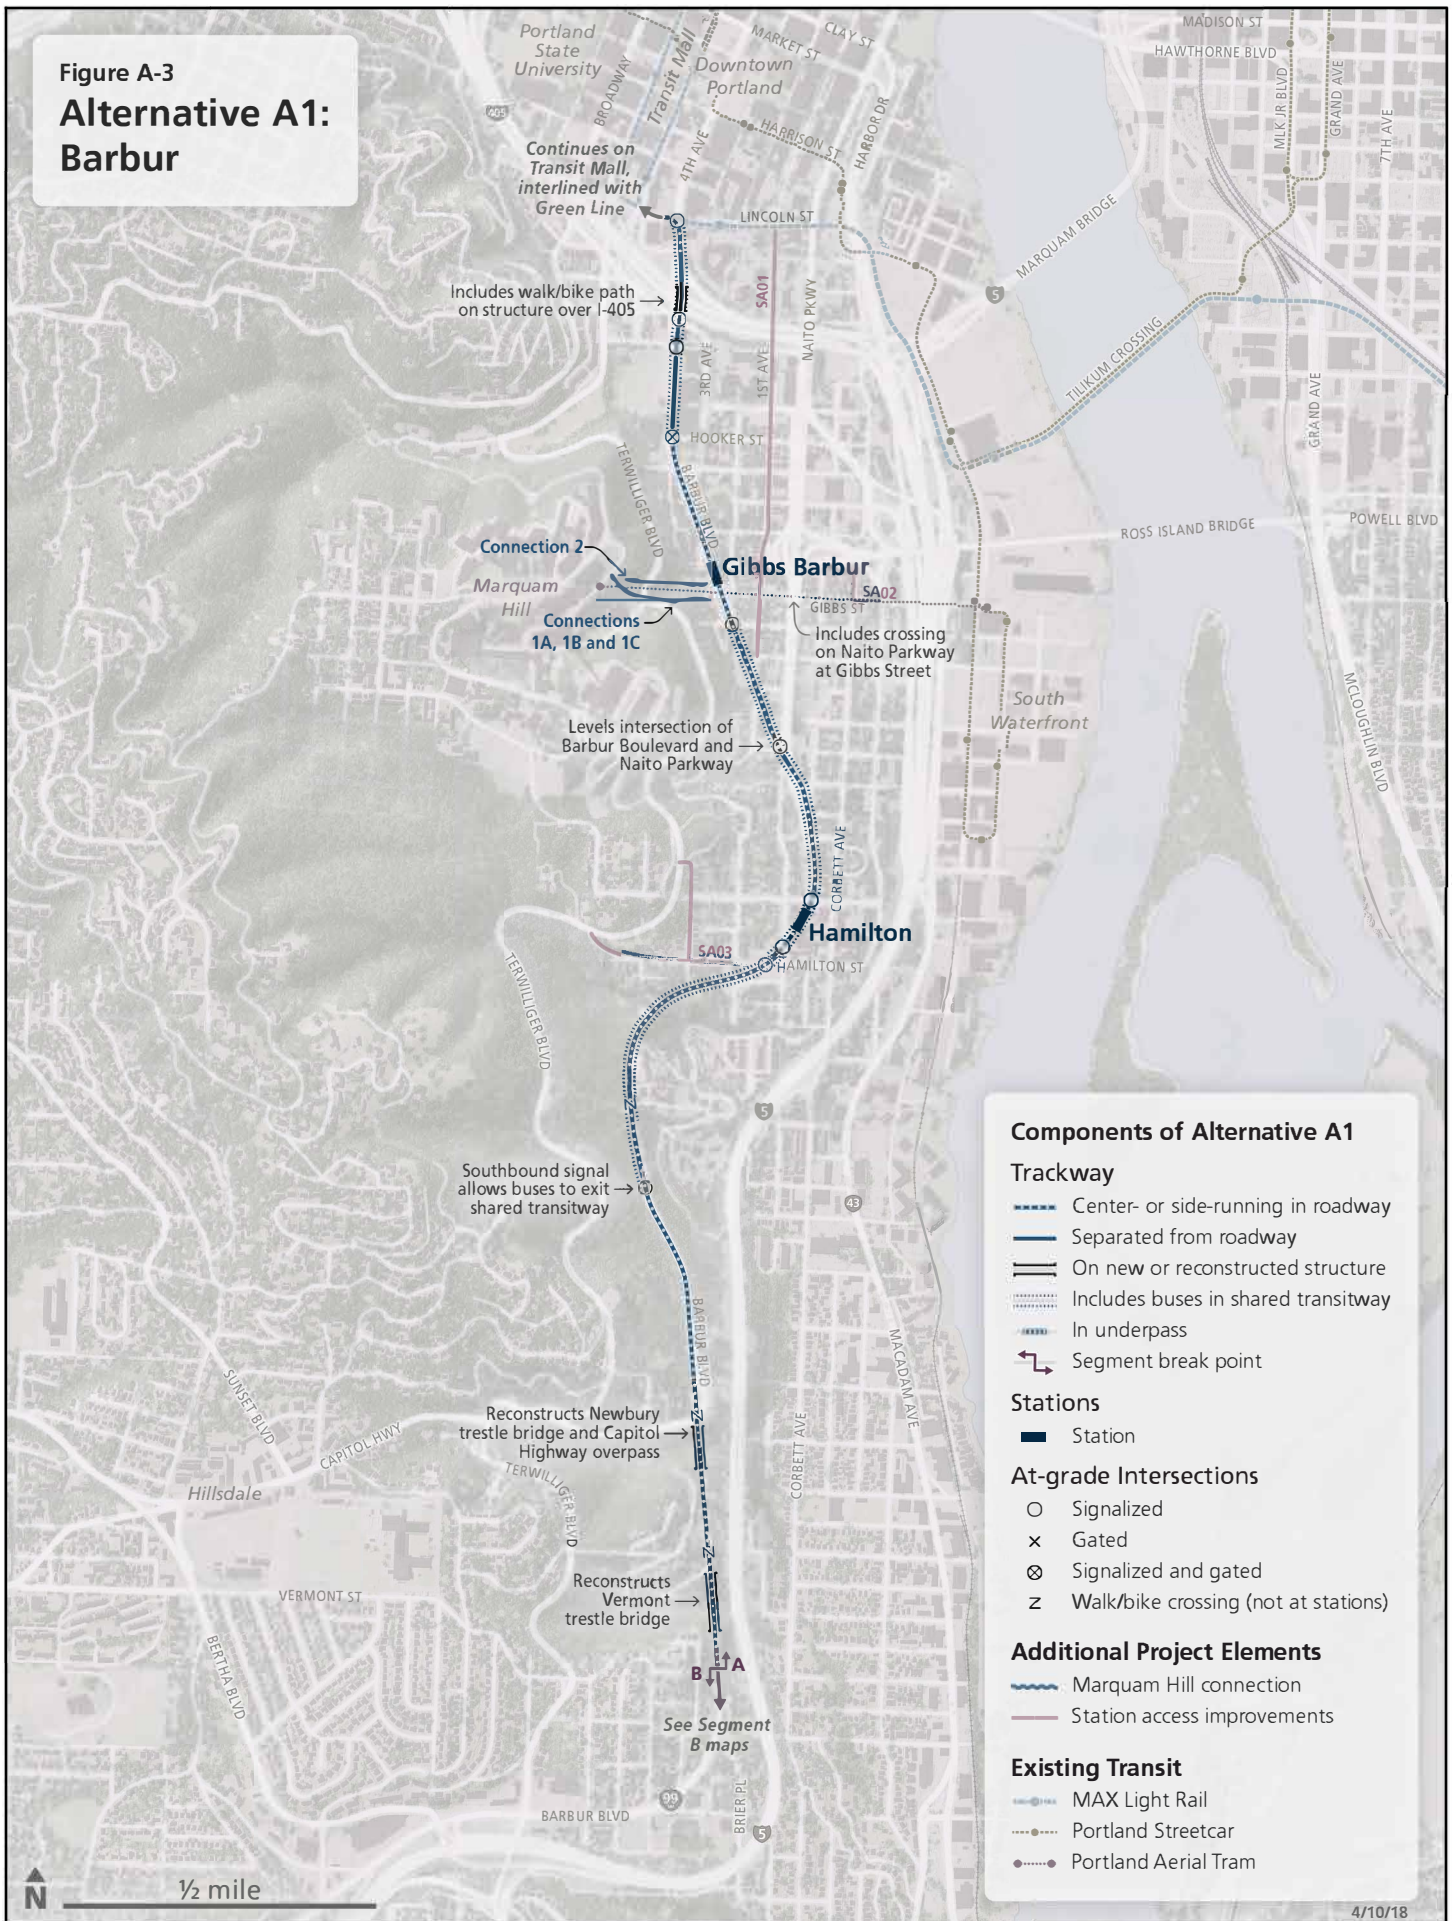 Figure A-3
Alternative A1:
Barbur
Portland
State
University
BROADWAY
Transit Mall
MARKET ST
CLAY ST
Downtown
Portland
MADISON ST
HAWTHORNE BLVD
MLK JR BLVD
GRAND AVE
7TH AVE
405
4TH AVE
HARRISON ST
HARBOR DR
Continues on
Transit Mall,
interlined with
Green Line
LINCOLN ST
MARQUAM BRIDGE
5
Includes walk/bike path
on structure over I-405
SA01
NAITO PKWY
3RD AVE
1ST AVE
TILIKUM CROSSING
GRAND AVE
HOOKER ST
TERWILLIGER BLVD
BARBUR BLVD
ROSS ISLAND BRIDGE
POWELL BLVD
Connection 2
Gibbs Barbur
Marquam
Hill
SA02
GIBBS ST
Connections
1A, 1B and 1C
Includes crossing
on Naito Parkway
at Gibbs Street
South
Waterfront
MCLOUGHLIN BLVD
Levels intersection of
Barbur Boulevard and
Naito Parkway
CORBETT AVE
Hamilton
SA03
HAMILTON ST
TERWILLIGER BLVD
5
Southbound signal
allows buses to exit
shared transitway
43
BARBUR BLVD
MACADAM AVE
SUNSET BLVD
CAPITOL HWY
Reconstructs Newbury
trestle bridge and Capitol
Highway overpass
CORBETT AVE
TERWILLIGER BLVD
Hillsdale
VERMONT ST
Reconstructs
Vermont
trestle bridge
BERTHA BLVD
B
A
See Segment
B maps
99
BARBUR BLVD
BRIER PL
5
N
½ mile
Components of Alternative A1
Trackway
Center- or side-running in roadway
Separated from roadway
On new or reconstructed structure
Includes buses in shared transitway
In underpass
Segment break point
Stations
Station
At-grade Intersections
Signalized
Gated
Signalized and gated
Walk/bike crossing (not at stations)
Additional Project Elements
Marquam Hill connection
Station access improvements
Existing Transit
MAX Light Rail
Portland Streetcar
Portland Aerial Tram
4/10/18